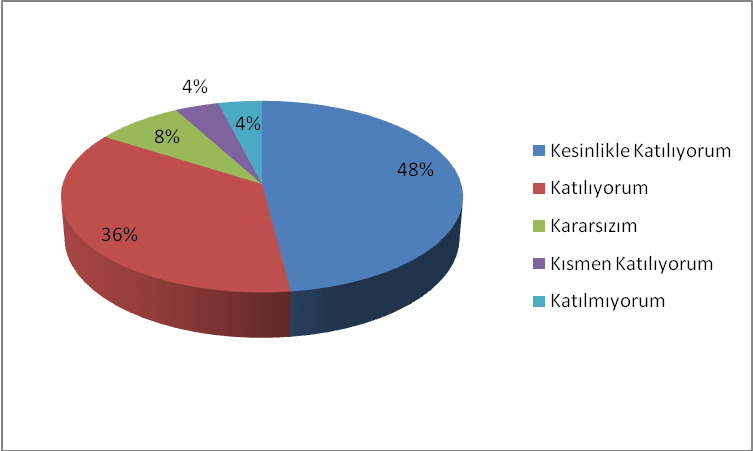 4%
4%
8%
48%
36%
Kesinlikle Katılıyorum
Katılıyorum
Kararsızım
Kısmen Katılıyorum
Katılmıyorum